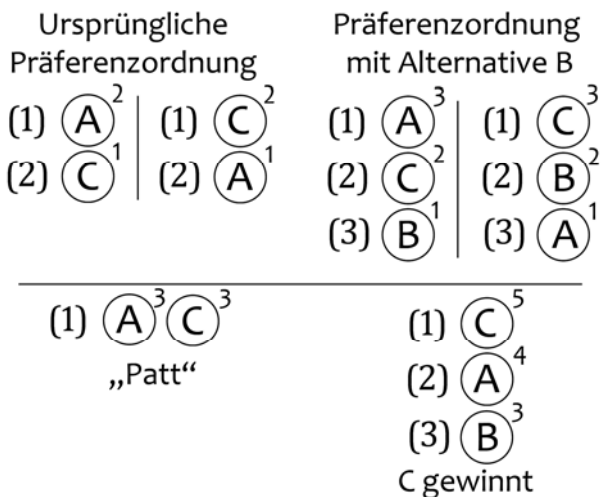 Ursprüngliche
Präferenzordnung
(1) A 2 (1) C 2
(2) C 1 (2) A 1
Präferenzordnung
mit Alternative B
(1) A 3 (1) C 3
(2) C 2 (2) B 2
(3) B 1 (3) A 1
(1) A 3 C 3
„Patt“
(1) C 5
(2) A 4
(3) B 3
C gewinnt